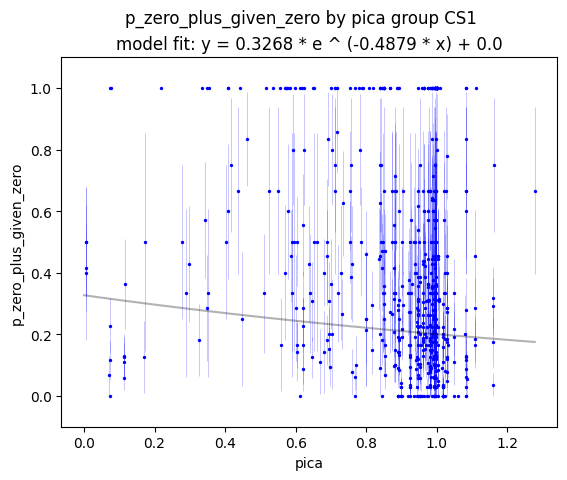 p_zero_plus_given_zero by pica group CS1
model fit: y = 0.3268 * e ^ (-0.4879 * x) + 0.0
1.0
0.8
0.6
0.4
0.2
0.0
p_zero_plus_given_zero
0.0 0.2 0.4 0.6 0.8 1.0 1.2
pica